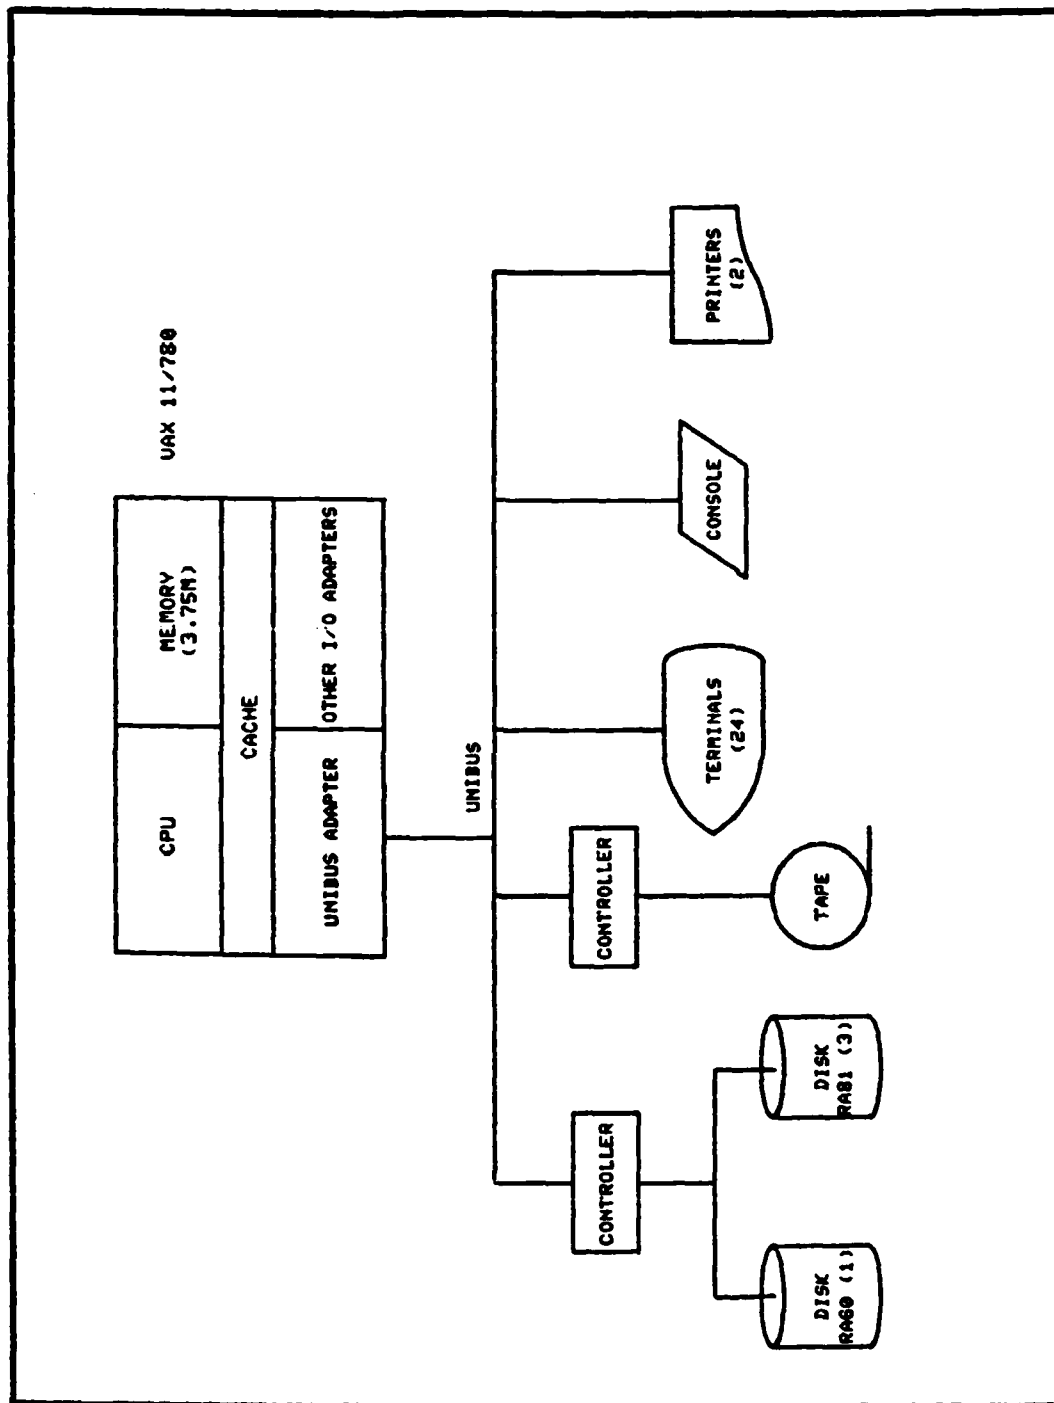 VAX 11/780
CPU
MEMORY
(3.75M)
CACHE
UNIBUS ADAPTER
OTHER I/O ADAPTERS
UNIBUS
CONTROLLER
CONTROLLER
TERMINALS
(24)
CONSOLE
PRINTERS
(2)
DISK
RA60 (1)
DISK
RA81 (3)
TAPE